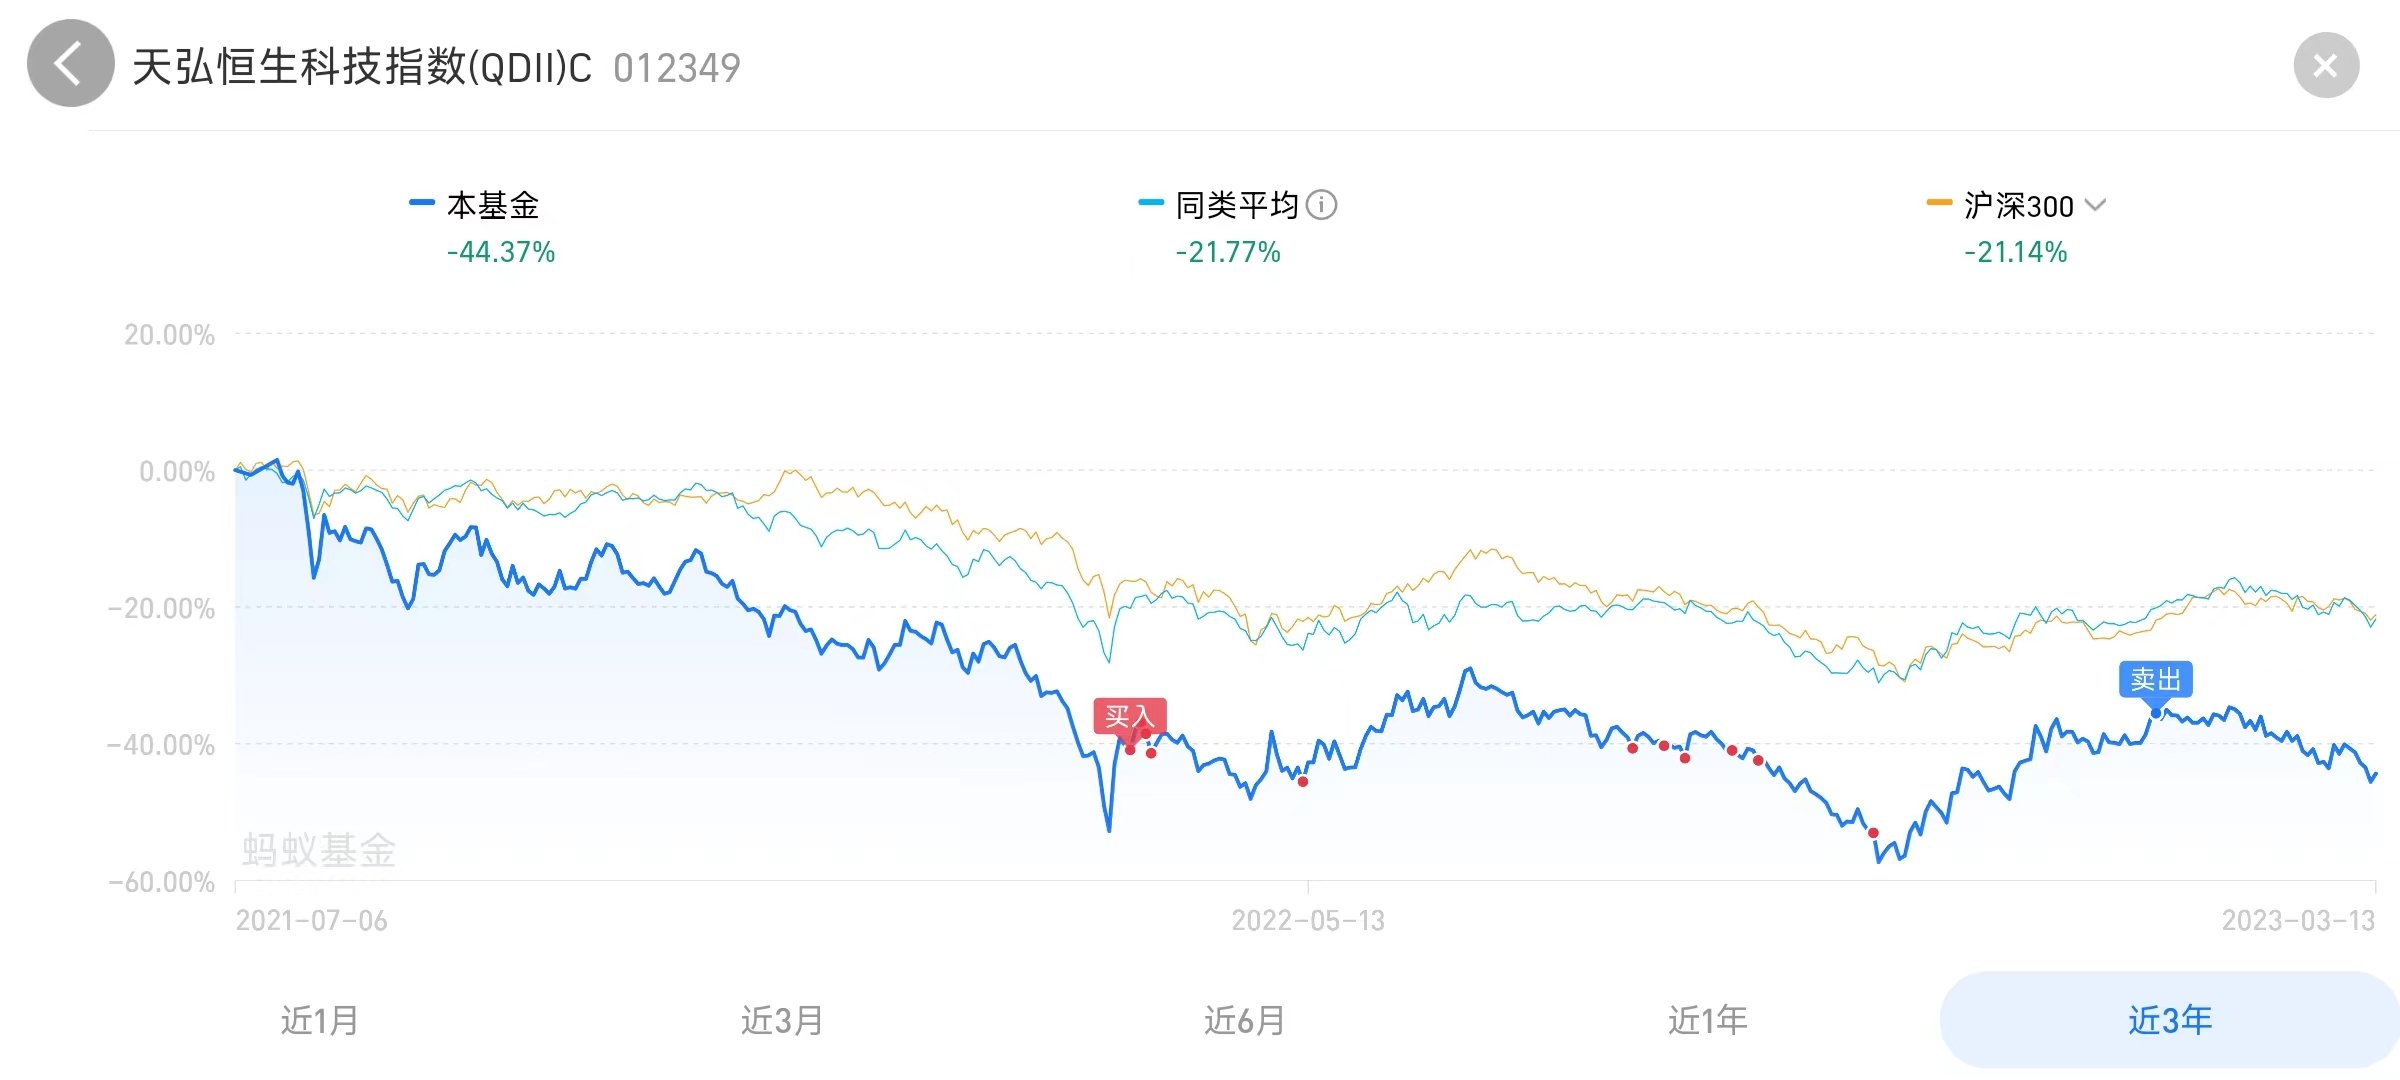 天弘恒生科技指数(QDII)C 012349
本基金 同类平均 沪深300
-44.37% -21.77% -21.14%
20.00%
0.00%
-20.00%
卖出
买入
-40.00%
蚂蚁基金
-60.00%
2021-07-06 2022-05-13 2023-03-13
近1月 近3月 近6月 近1年 近3年